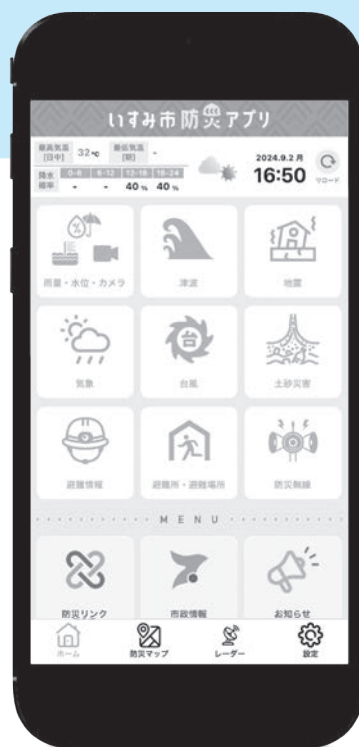 いすみ市防災アプリ
最高気温 [日中] 32℃ 最低気温 [朝] -
2024.9.2 月
16:50
リロード
降水確率 0-6 6-12 12-18 18-24
- - 40% 40%
雨量・水位・カメラ 津波 地震
気象 台風 土砂災害
台
避難情報 避難所・避難場所 防災無線
MENU
防災リンク 市政情報 お知らせ
ホーム 防災マップ レーダー 設定